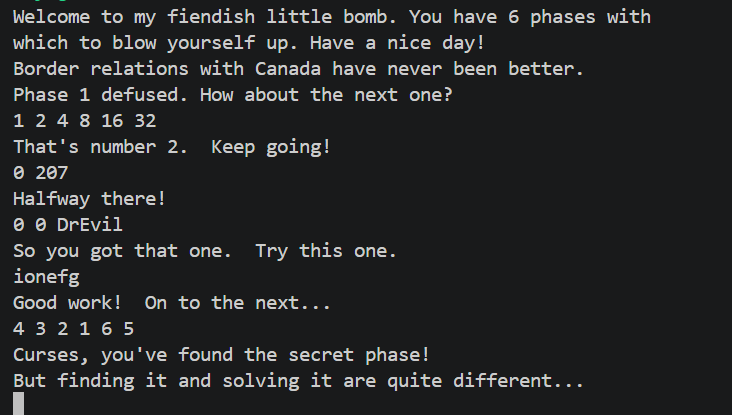 Welcome to my fiendish little bomb. You have 6 phases with
which to blow yourself up. Have a nice day!
Border relations with Canada have never been better.
Phase 1 defused. How about the next one?
1 2 4 8 16 32
That's number 2.  Keep going!
0 207
Halfway there!
0 0 DrEvil
So you got that one.  Try this one.
ionefg
Good work!  On to the next...
4 3 2 1 6 5
Curses, you've found the secret phase!
But finding it and solving it are quite different...